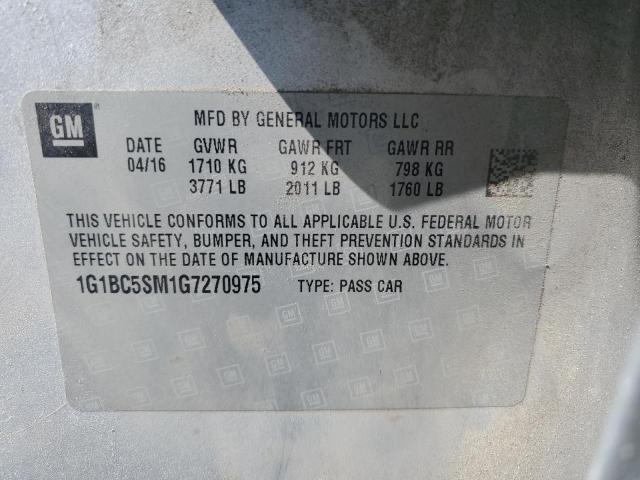 GM
MFD BY GENERAL MOTORS LLC
DATE GVWR GAWR FRT GAWR RR
04/16 1710 KG 912 KG 798 KG
3771 LB 2011 LB 1760 LB
THIS VEHICLE CONFORMS TO ALL APPLICABLE U.S. FEDERAL MOTOR
VEHICLE SAFETY, BUMPER, AND THEFT PREVENTION STANDARDS IN
EFFECT ON THE DATE OF MANUFACTURE SHOWN ABOVE.
1G1BC5SM1G7270975 TYPE: PASS CAR